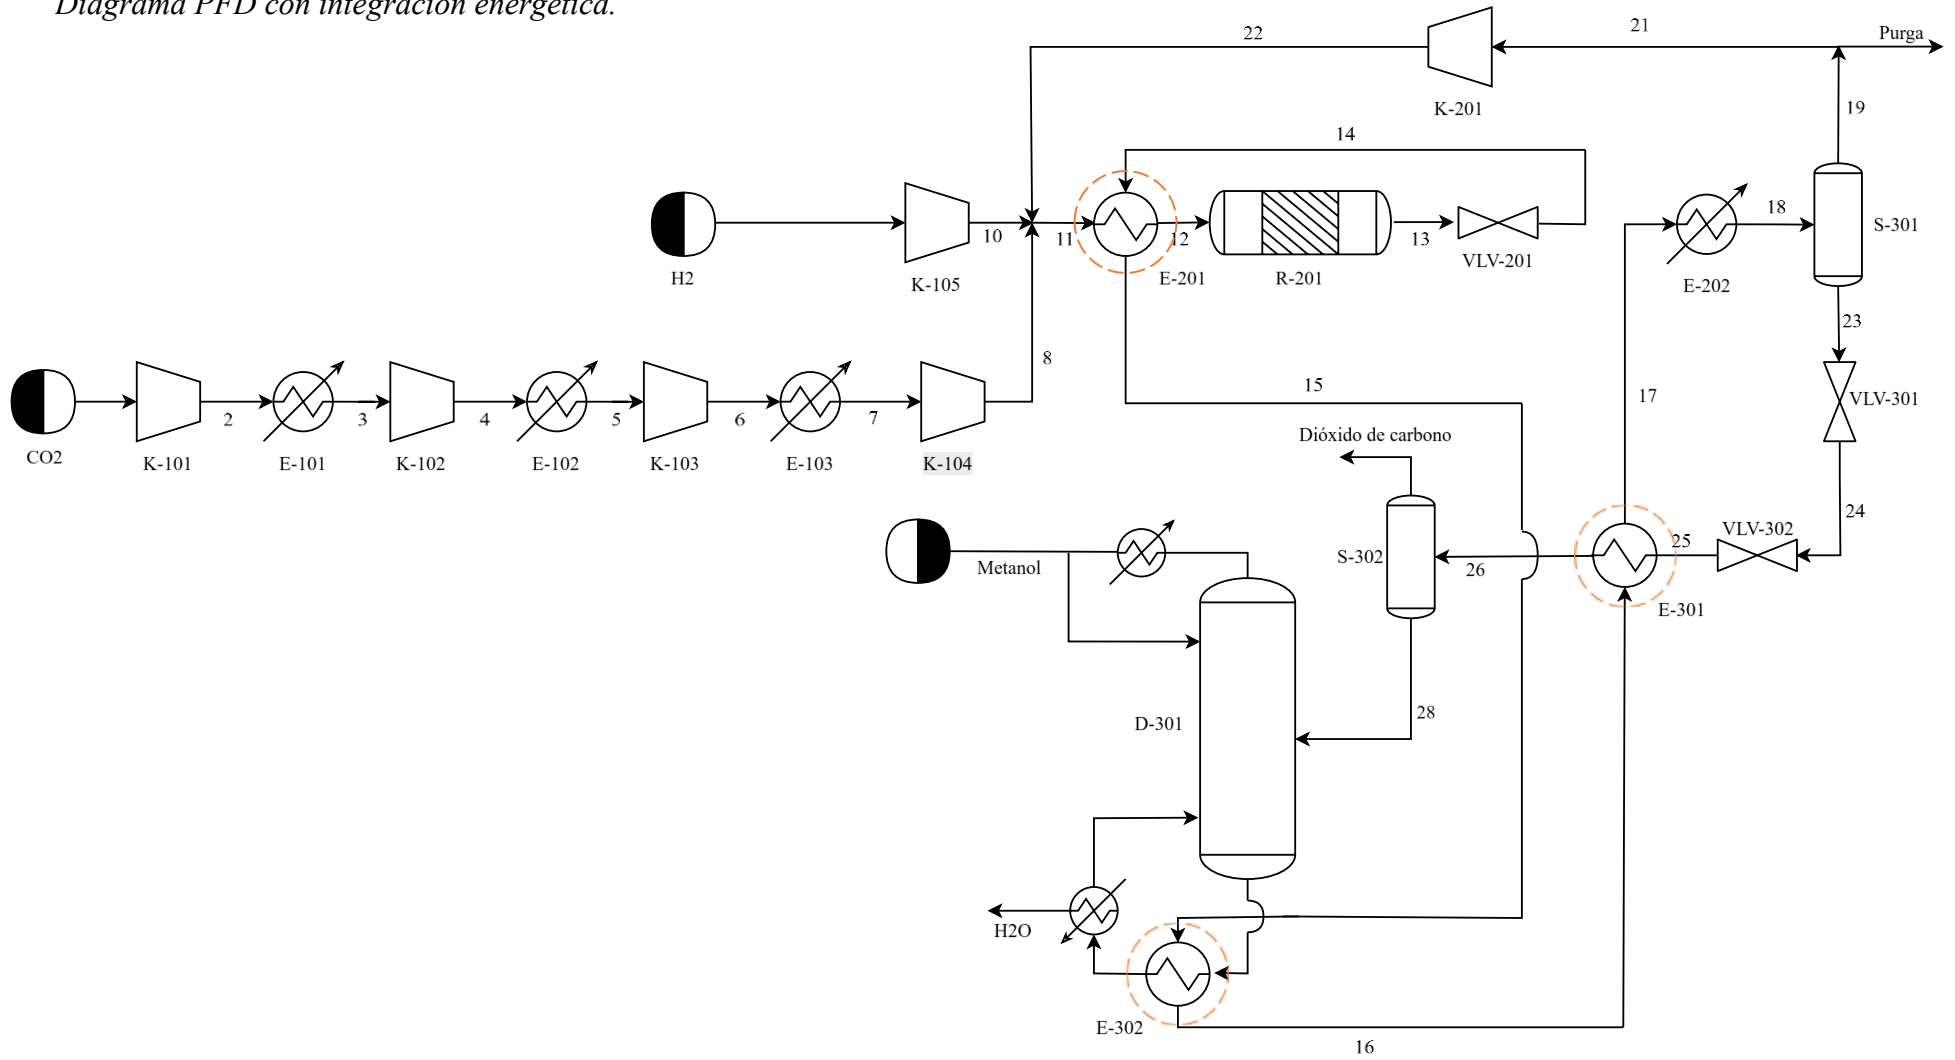 Diagrama PFD con integración energética.
22
21
Purga
K-201
19
14
H2
K-105
10
11
12
E-201
R-201
13
VLV-201
E-202
18
S-301
23
8
CO2
K-101
2
E-101
3
K-102
4
E-102
5
K-103
6
E-103
7
K-104
15
17
VLV-301
Dióxido de carbono
24
Metanol
S-302
26
25
VLV-302
E-301
D-301
28
H2O
E-302
16